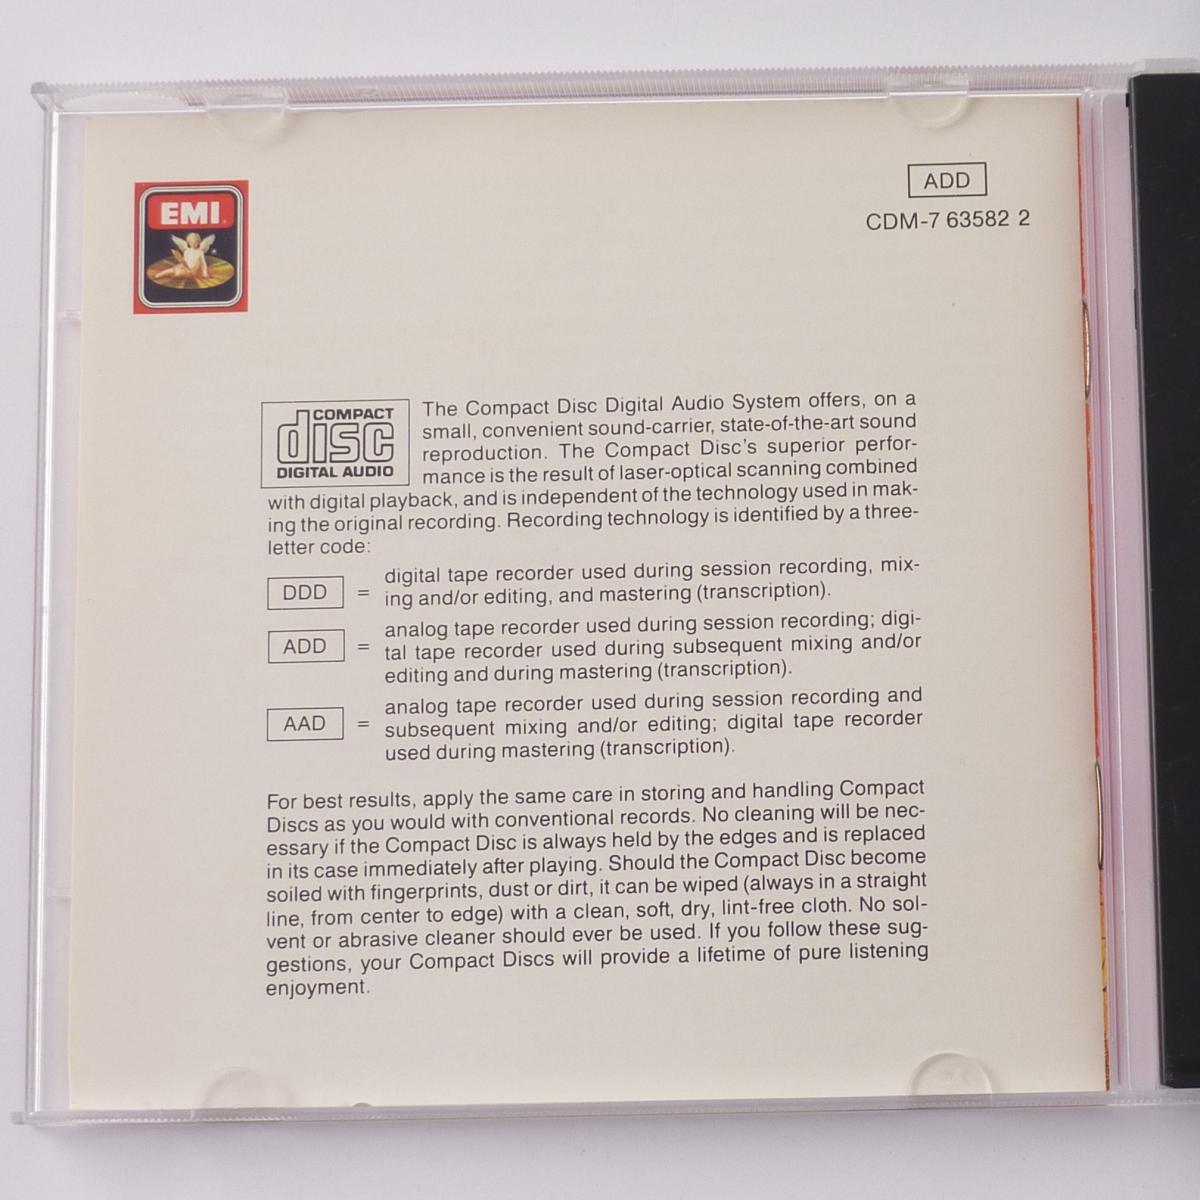 EMI
ADD
CDM-7 63582 2
COMPACT
disc
DIGITAL AUDIO
The Compact Disc Digital Audio System offers, on a
small, convenient sound-carrier, state-of-the-art sound
reproduction. The Compact Disc's superior perfor-
mance is the result of laser-optical scanning combined
with digital playback, and is independent of the technology used in mak-
ing the original recording. Recording technology is identified by a three-
letter code:
DDD = digital tape recorder used during session recording, mix-
ing and/or editing, and mastering (transcription).
ADD = analog tape recorder used during session recording; digi-
tal tape recorder used during subsequent mixing and/or
editing and during mastering (transcription).
AAD = analog tape recorder used during session recording and
subsequent mixing and/or editing; digital tape recorder
used during mastering (transcription).
For best results, apply the same care in storing and handling Compact
Discs as you would with conventional records. No cleaning will be nec-
essary if the Compact Disc is always held by the edges and is replaced
in its case immediately after playing. Should the Compact Disc become
soiled with fingerprints, dust or dirt, it can be wiped (always in a straight
line, from center to edge) with a clean, soft, dry, lint-free cloth. No sol-
vent or abrasive cleaner should ever be used. If you follow these sug-
gestions, your Compact Discs will provide a lifetime of pure listening
enjoyment.